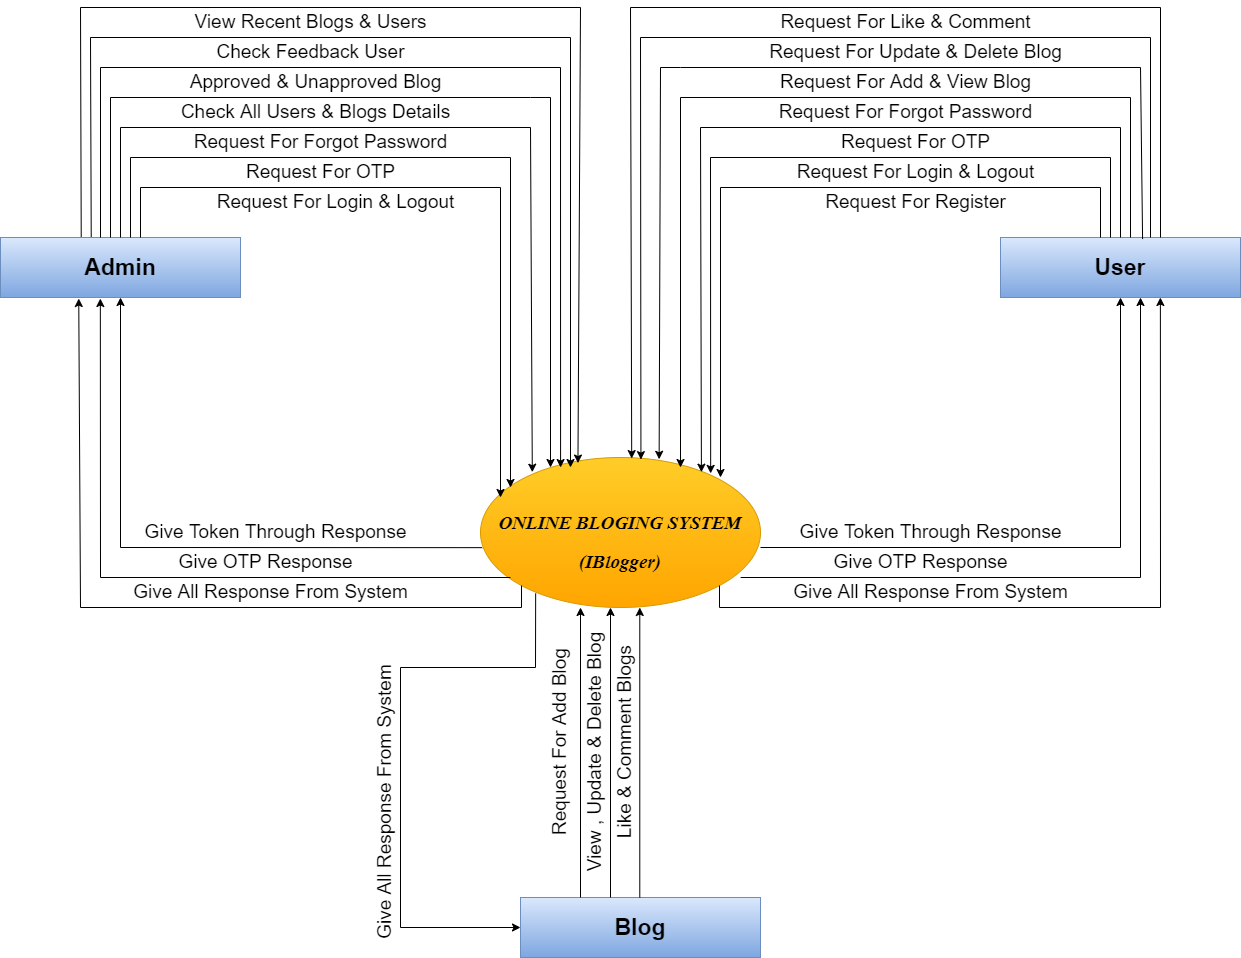 View Recent Blogs & Users
Check Feedback User
Approved & Unapproved Blog
Check All Users & Blogs Details
Request For Forgot Password
Request For OTP
Request For Login & Logout
Request For Like & Comment
Request For Update & Delete Blog
Request For Add & View Blog
Request For Forgot Password
Request For OTP
Request For Login & Logout
Request For Register
Admin
User
ONLINE BLOGING SYSTEM
(IBlogger)
Give Token Through Response
Give OTP Response
Give All Response From System
Give Token Through Response
Give OTP Response
Give All Response From System
Give All Response From System
Request For Add Blog
View , Update & Delete Blog
Like & Comment Blogs
Blog